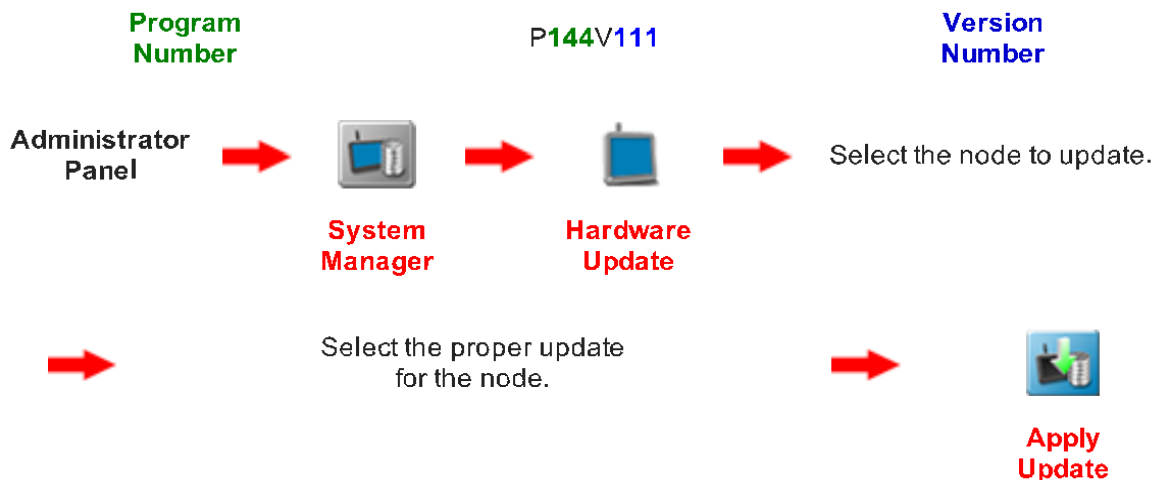 Program
Number
P144V111
Version
Number
Administrator
Panel
System
Manager
Hardware
Update
Select the node to update.
Select the proper update
for the node.
Apply
Update